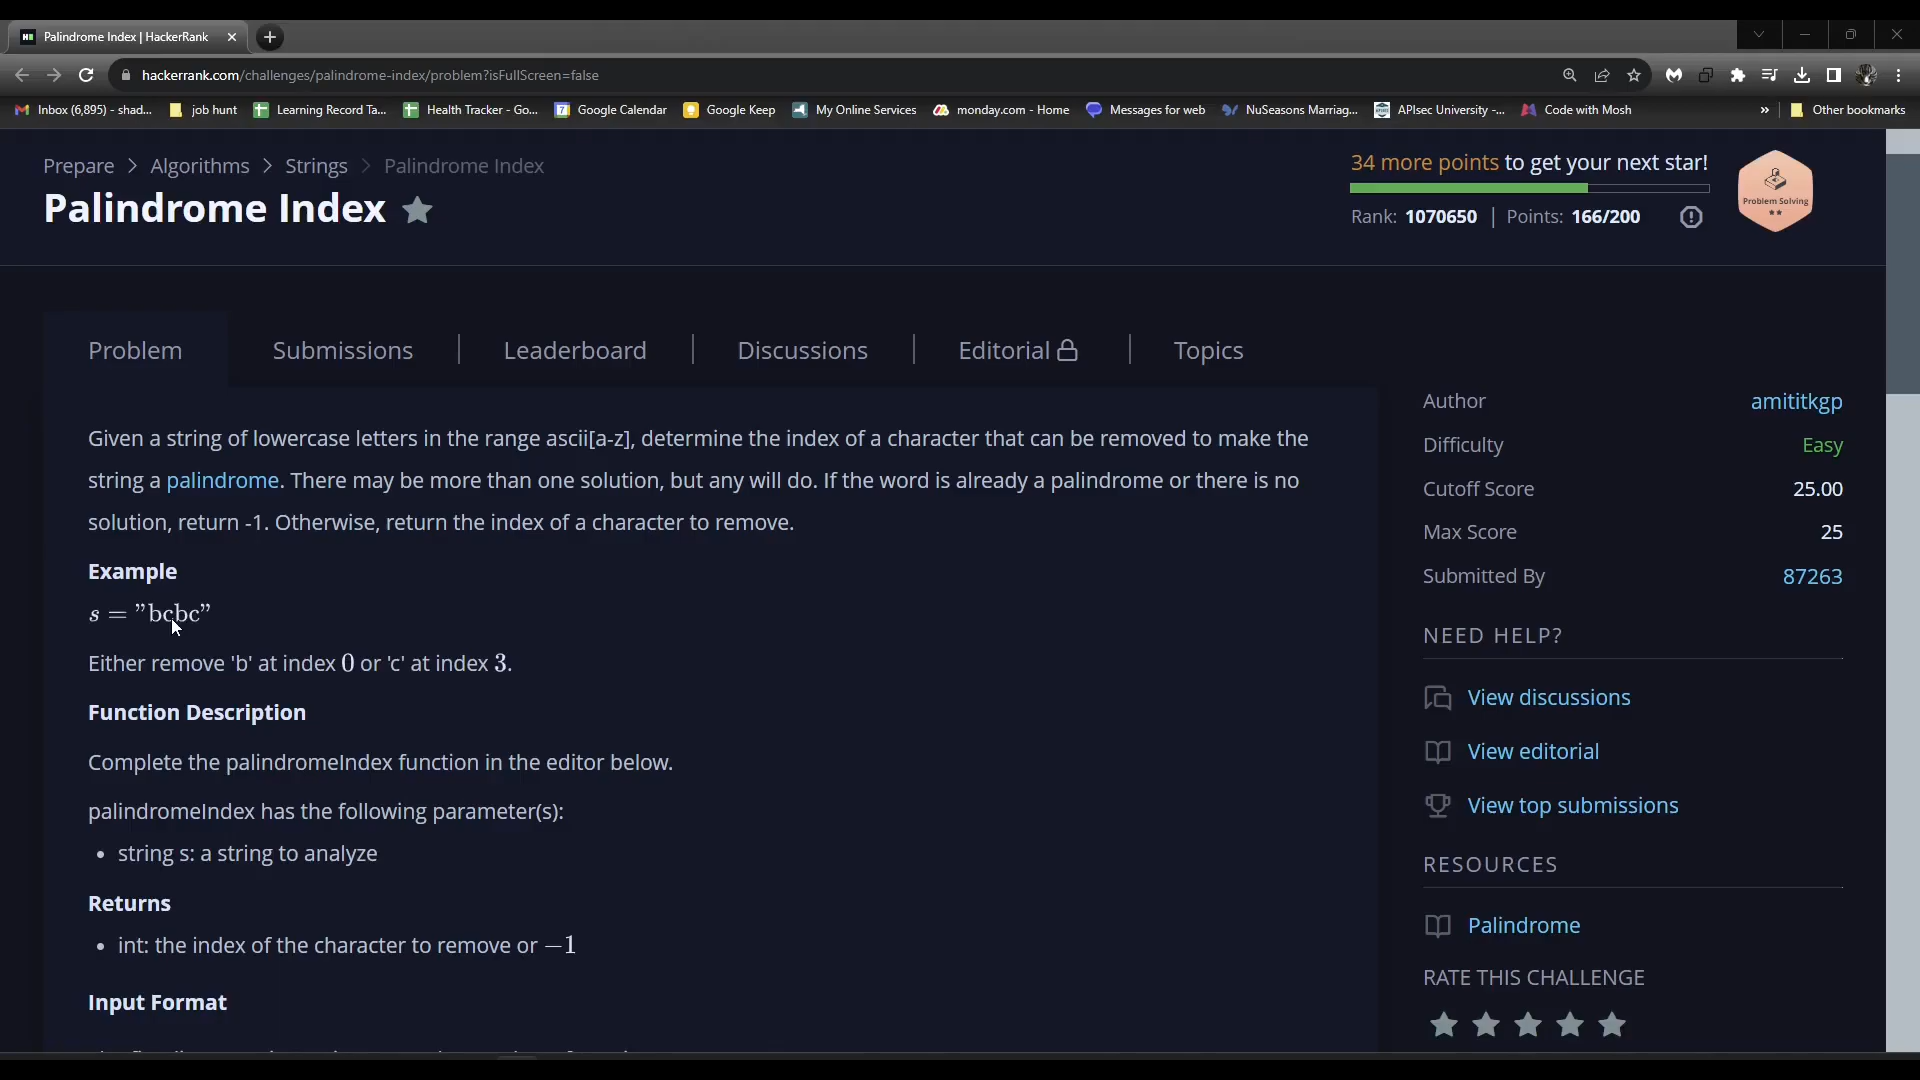 Palindrome Index | HackerRank
hackerrank.com/challenges/palindrome-index/problem?isFullScreen=false
Inbox (6,895) - shad... job hunt Learning Record Ta... Health Tracker - Go... Google Calendar Google Keep My Online Services monday.com - Home Messages for web NuSeasons Marriag... APIsec University -... Code with Mosh » Other bookmarks
Prepare > Algorithms > Strings > Palindrome Index
Palindrome Index
34 more points to get your next star!
Rank: 1070650 | Points: 166/200
Problem Solving
Problem Submissions Leaderboard Discussions Editorial Topics
Given a string of lowercase letters in the range ascii[a-z], determine the index of a character that can be removed to make the
string a palindrome. There may be more than one solution, but any will do. If the word is already a palindrome or there is no
solution, return -1. Otherwise, return the index of a character to remove.
Example
s = ”bcbc”
Either remove 'b' at index 0 or 'c' at index 3.
Function Description
Complete the palindromeIndex function in the editor below.
palindromeIndex has the following parameter(s):
• string s: a string to analyze
Returns
• int: the index of the character to remove or −1
Input Format
Author amititkgp
Difficulty Easy
Cutoff Score 25.00
Max Score 25
Submitted By 87263
NEED HELP?
View discussions
View editorial
View top submissions
RESOURCES
Palindrome
RATE THIS CHALLENGE